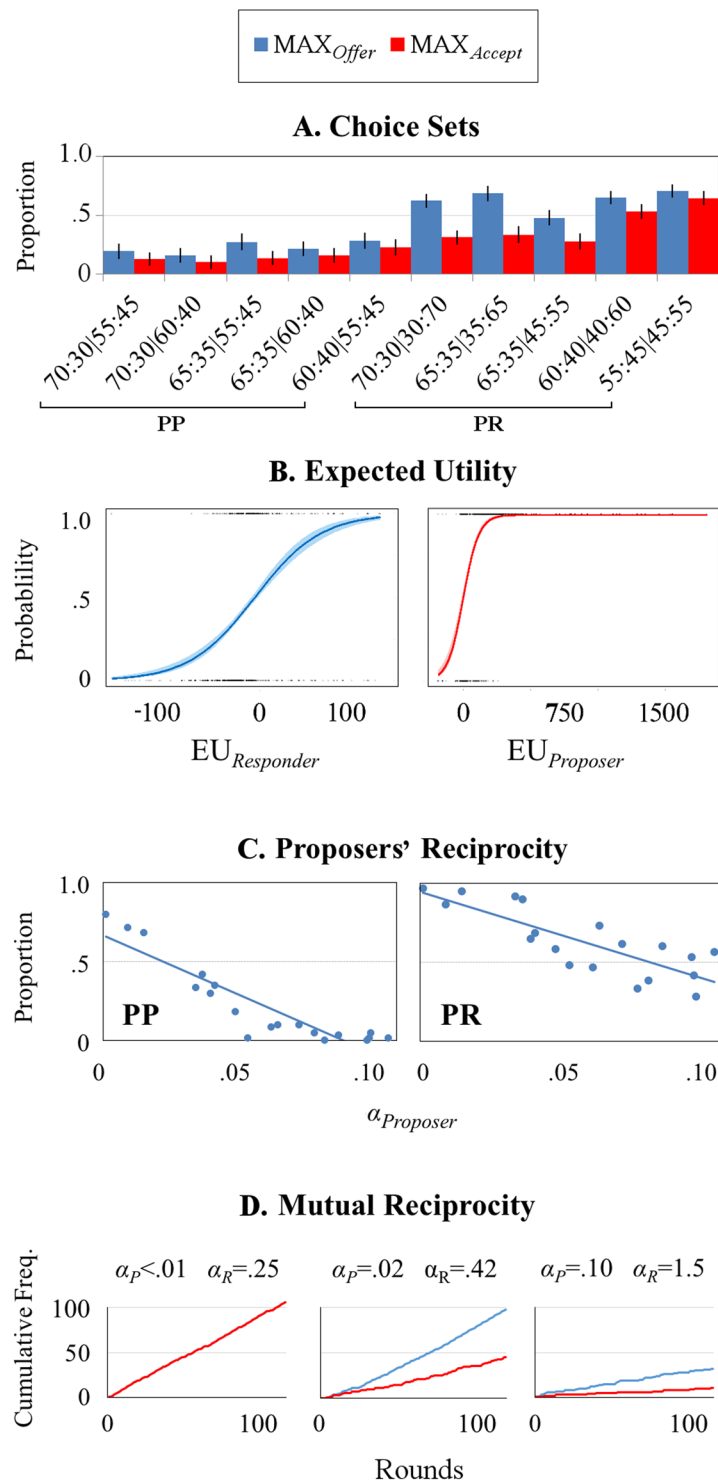 MAXOffer MAXAccept
A. Choice Sets
Proportion
1.0
.5
0
70:30|55:45
70:30|60:40
65:35|55:45
65:35|60:40
60:40|55:45
70:30|30:70
65:35|35:65
65:35|45:55
60:40|40:60
55:45|45:55
PP PR
B. Expected Utility
Probablility
1.0
.5
0
-100 0 100 0 750 1500
EUResponder EUProposer
C. Proposers’ Reciprocity
Proportion
1.0
.5
0
PP PR
0 .05 .10 0 .05 .10
αProposer
D. Mutual Reciprocity
Cumulative Freq.
αP<.01 αR=.25 αP=.02 αR=.42 αP=.10 αR=1.5
100
50
0
0 100 0 100 0 100
Rounds